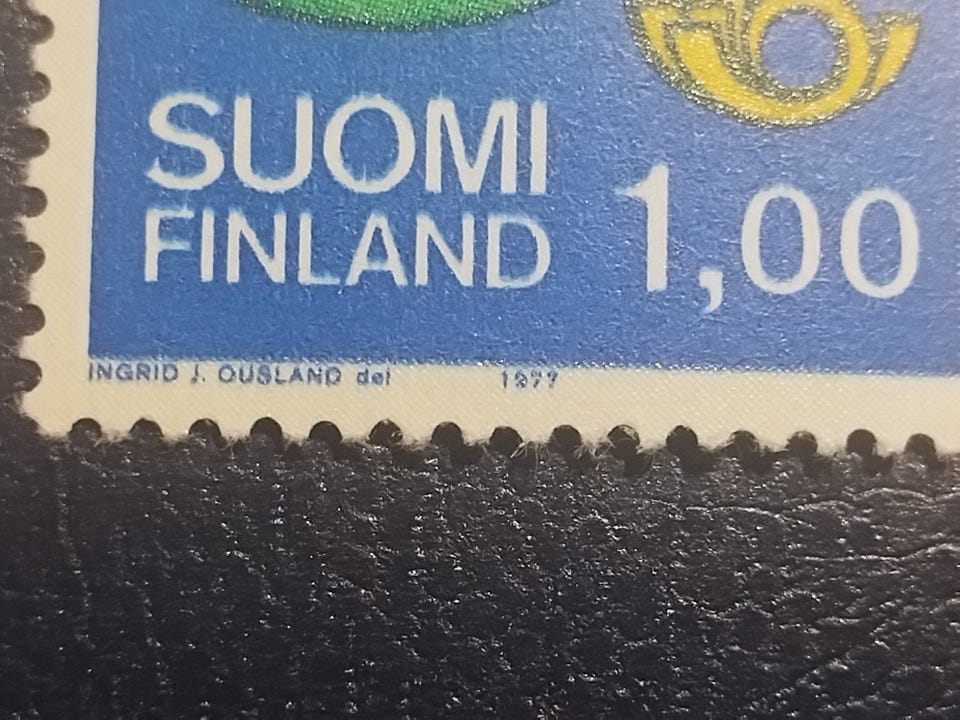 SUOMI
FINLAND
1,00
INGRID J. OUSLAND del 1977